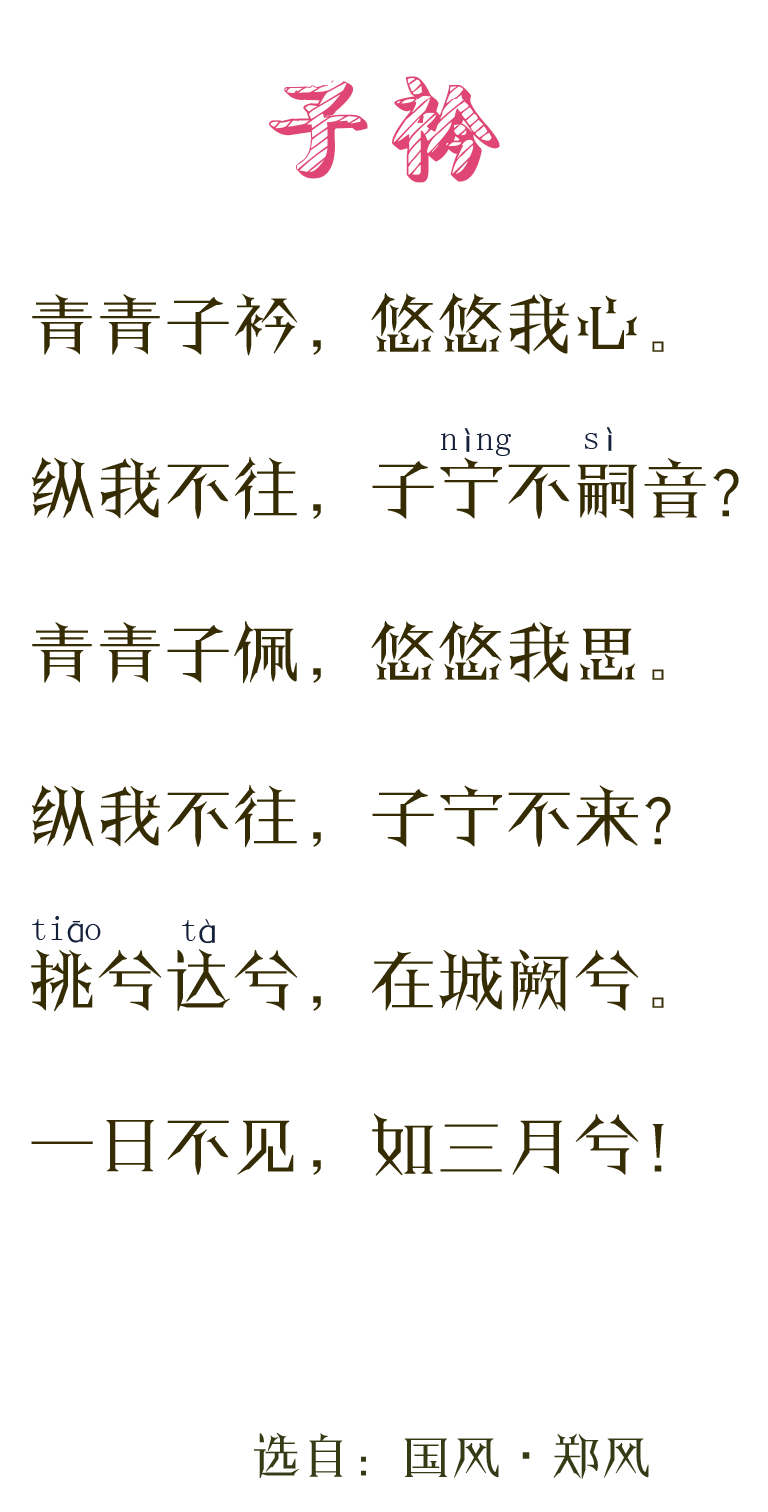 子衿
青青子衿，悠悠我心。
nìng sì
纵我不往，子宁不嗣音？
青青子佩，悠悠我思。
纵我不往，子宁不来？
tiāo tà
挑兮达兮，在城阙兮。
一日不见，如三月兮！
选自：国风·郑风